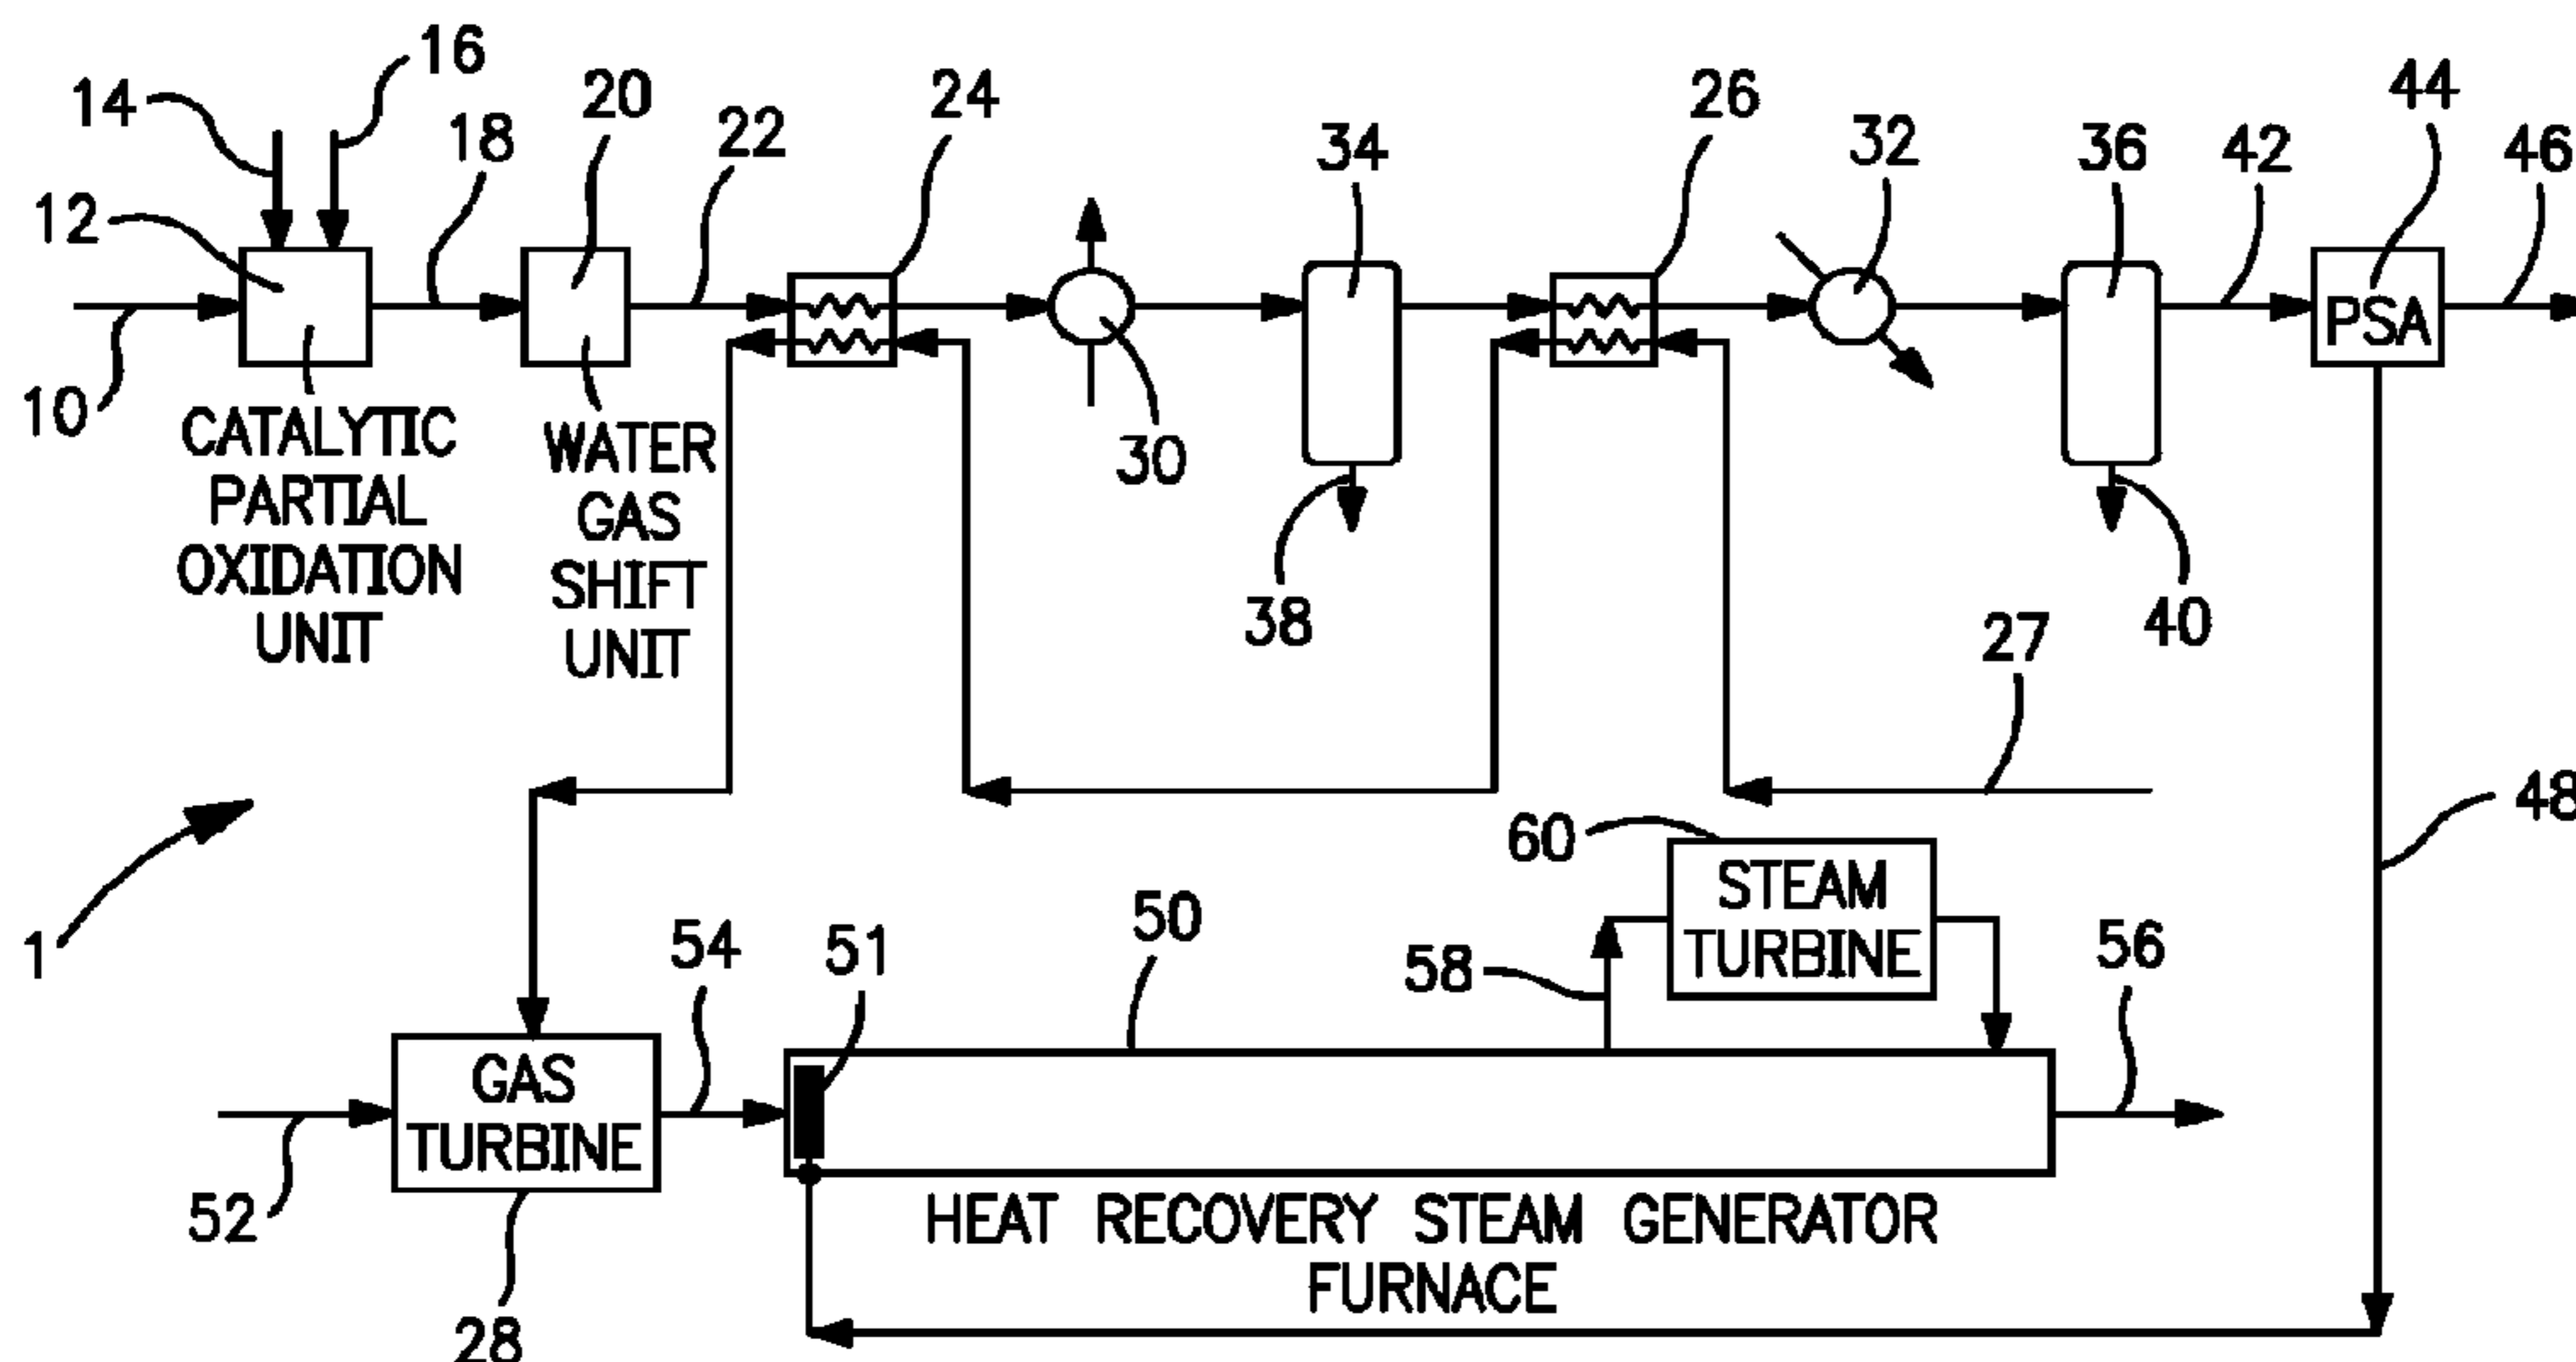 16
14
20
24
26
44
18
22
34
32
36
42
46
12
PSA
10
CATALYTIC
PARTIAL
OXIDATION
UNIT
WATER
GAS
SHIFT
UNIT
30
38
40
27
48
60
STEAM
TURBINE
1
54
51
50
58
56
GAS
TURBINE
52
HEAT RECOVERY STEAM GENERATOR
FURNACE
28